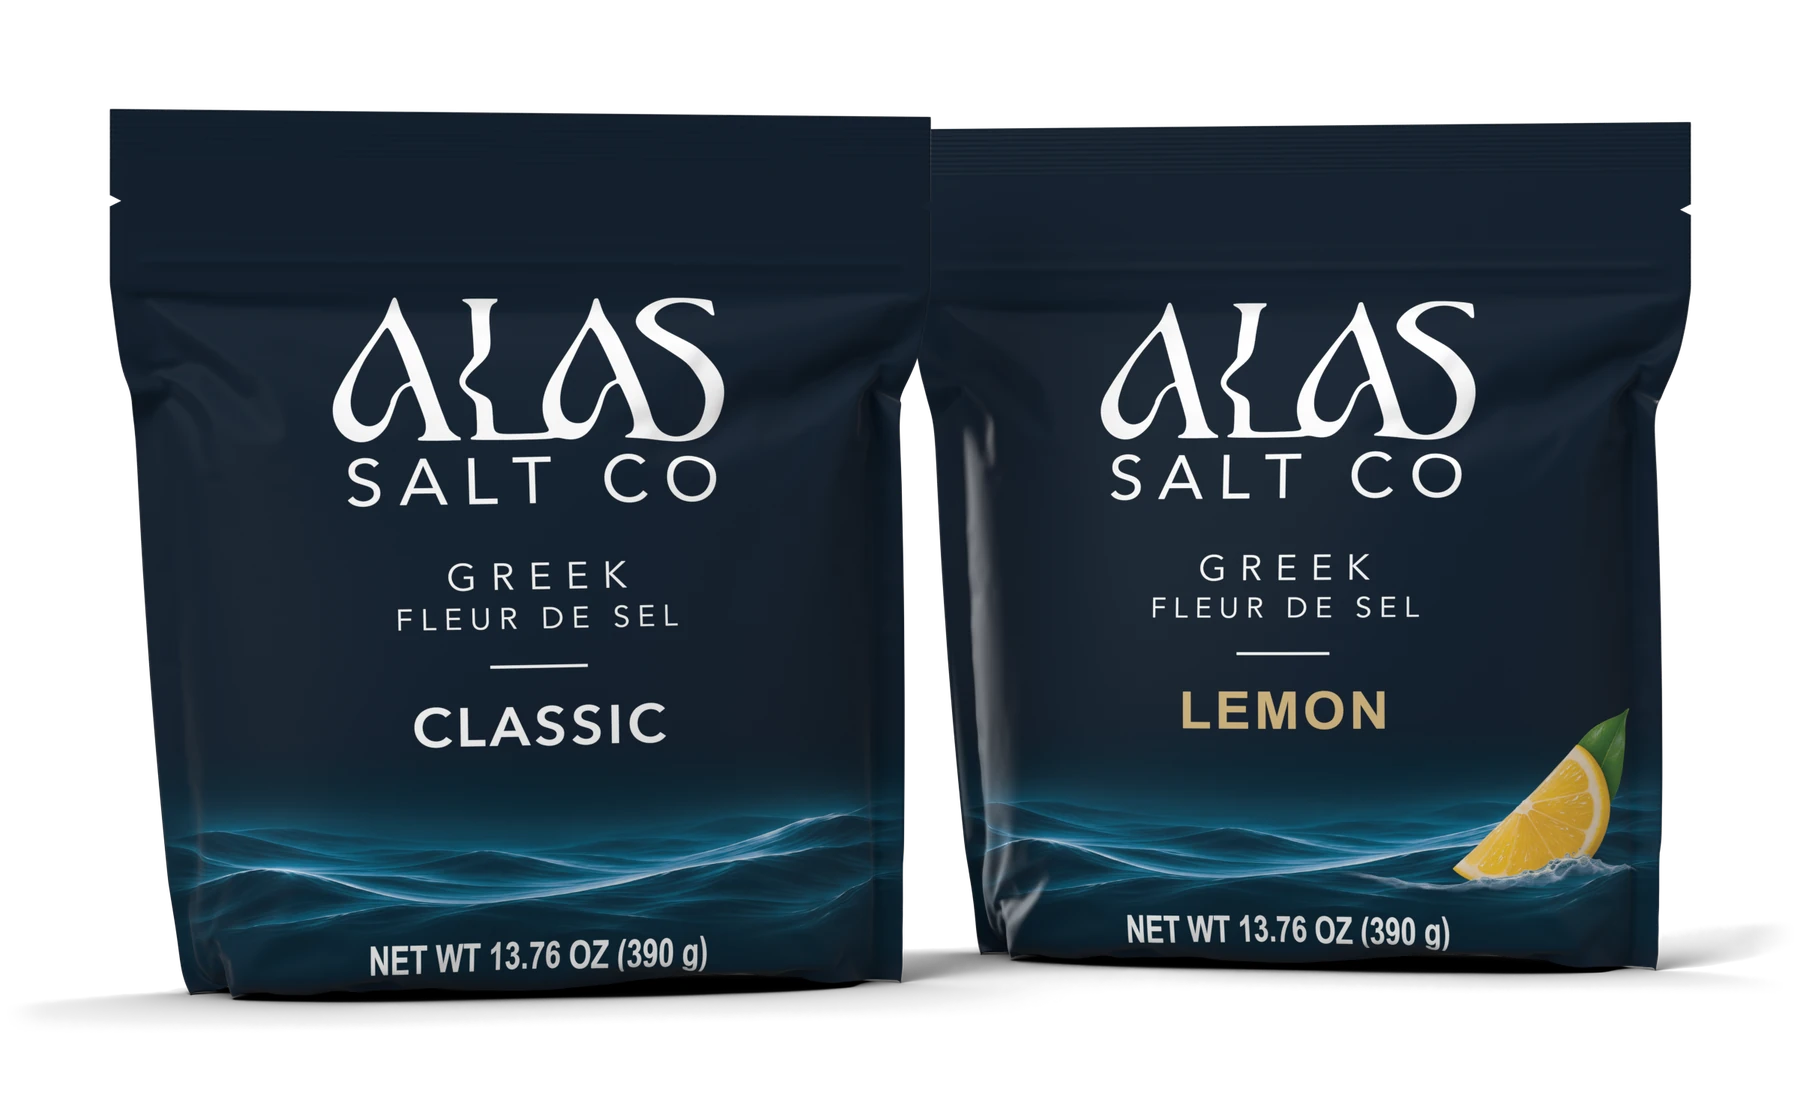 ALAS
SALT CO
GREEK
FLEUR DE SEL
CLASSIC
NET WT 13.76 OZ (390 g)
ALAS
SALT CO
GREEK
FLEUR DE SEL
LEMON
NET WT 13.76 OZ (390 g)